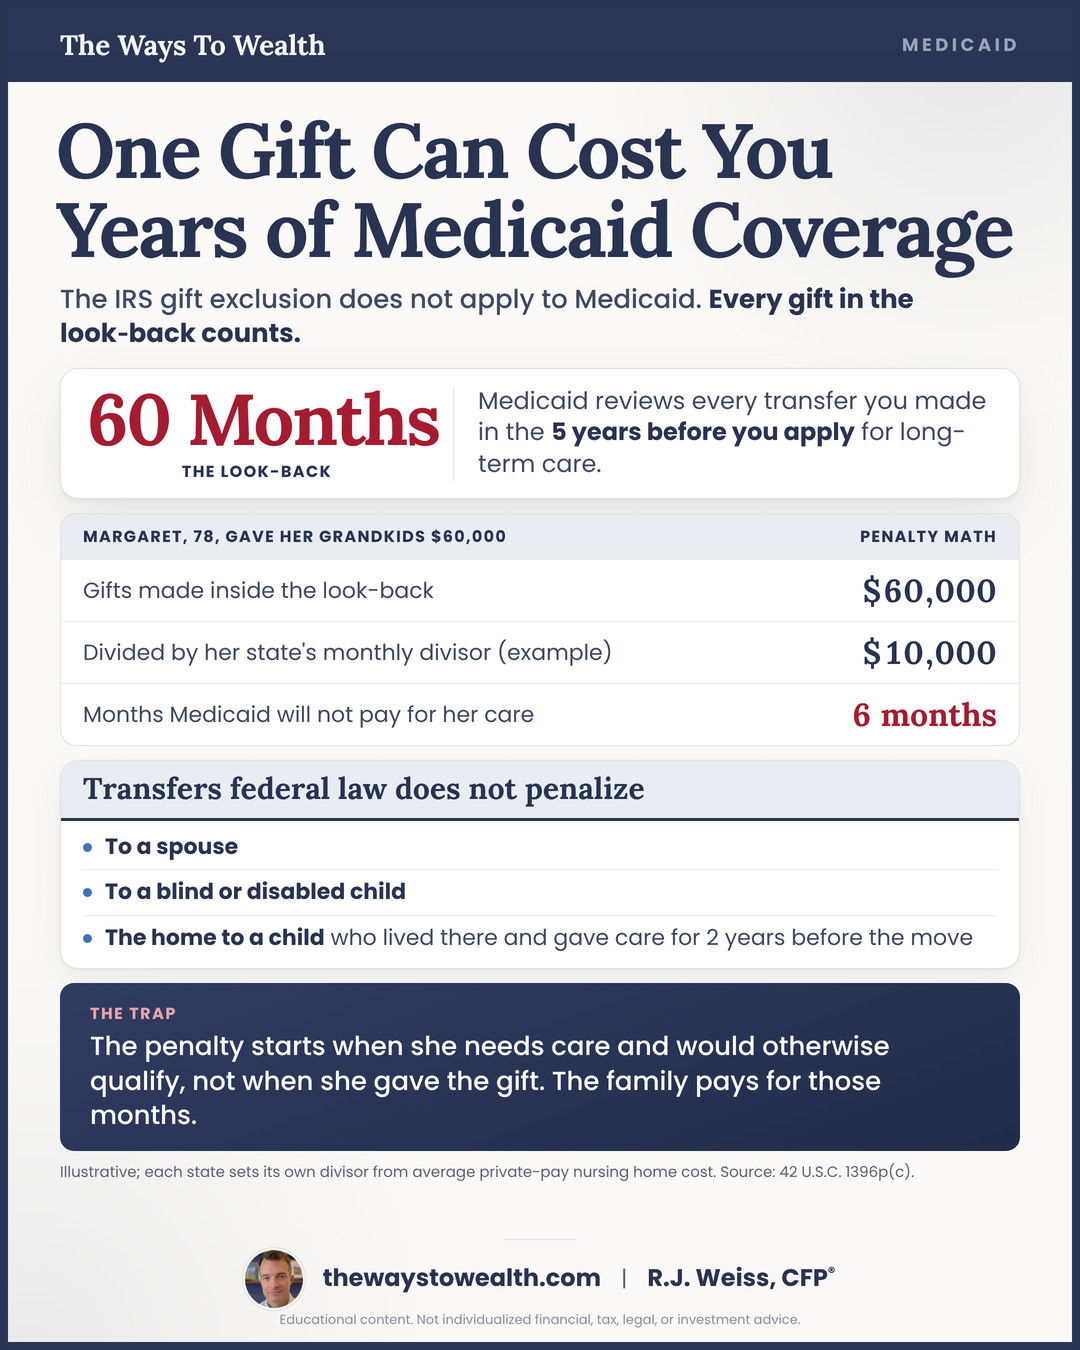 The Ways To Wealth
MEDICAID
One Gift Can Cost You
Years of Medicaid Coverage
The IRS gift exclusion does not apply to Medicaid. Every gift in the
look-back counts.
60 Months
THE LOOK-BACK
Medicaid reviews every transfer you made
in the 5 years before you apply for long-
term care.
MARGARET, 78, GAVE HER GRANDKIDS $60,000
PENALTY MATH
Gifts made inside the look-back
$60,000
Divided by her state's monthly divisor (example)
$10,000
Months Medicaid will not pay for her care
6 months
Transfers federal law does not penalize
• To a spouse
• To a blind or disabled child
• The home to a child who lived there and gave care for 2 years before the move
THE TRAP
The penalty starts when she needs care and would otherwise
qualify, not when she gave the gift. The family pays for those
months.
Illustrative; each state sets its own divisor from average private-pay nursing home cost. Source: 42 U.S.C. 1396p(c).
thewaystowealth.com | R.J. Weiss, CFP®
Educational content. Not individualized financial, tax, legal, or investment advice.